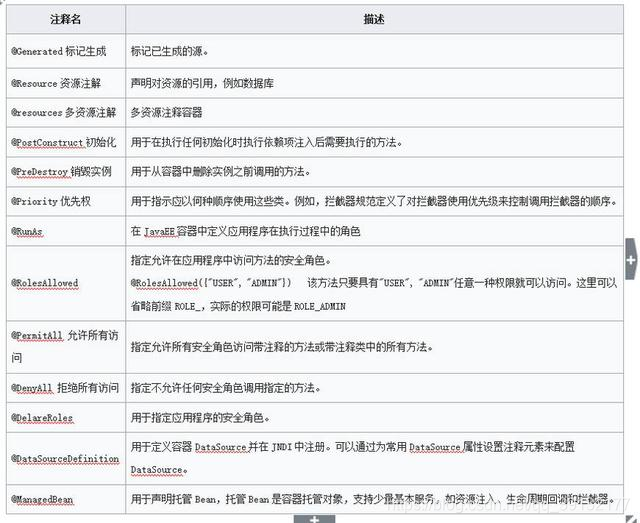 注释名 描述
@Generated 标记生成 标记已生成的源。
@Resource 资源注解 声明对资源的引用，例如数据库
@resources 多资源注解 多资源注释容器
@PostConstruct 初始化 用于在执行任何初始化时执行依赖项注入后需要执行的方法。
@PreDestroy 销毁实例 用于从容器中删除实例之前调用的方法。
@Priority 优先权 用于指示应以何种顺序使用这些类。例如，拦截器规范定义了对拦截器使用优先级来控制调用拦截器的顺序。
@RunAs 在 JavaEE 容器中定义应用程序在执行过程中的角色
指定允许在应用程序中访问方法的安全角色。
@RolesAllowed @RolesAllowed({"USER", "ADMIN"}) 该方法只要具有"USER", "ADMIN"任意一种权限就可以访问。这里可以
省略前缀 ROLE_，实际的权限可能是 ROLE_ADMIN
@PermitAll 允许所有访
问
指定允许所有安全角色访问带注释的方法或带注释类中的所有方法。
@DenyAll 拒绝所有访问 指定不允许任何安全角色调用指定的方法。
@DelareRoles 用于指定应用程序的安全角色。
@DataSourceDefinition 用于定义容器 DataSource 并在 JNDI 中注册。可以通过为常用 DataSource 属性设置注释元素来配置
DataSource。
@ManagedBean 用于声明托管 Bean，托管 Bean 是容器托管对象，支持少量基本服务，如资源注入、生命周期回调和拦截器。